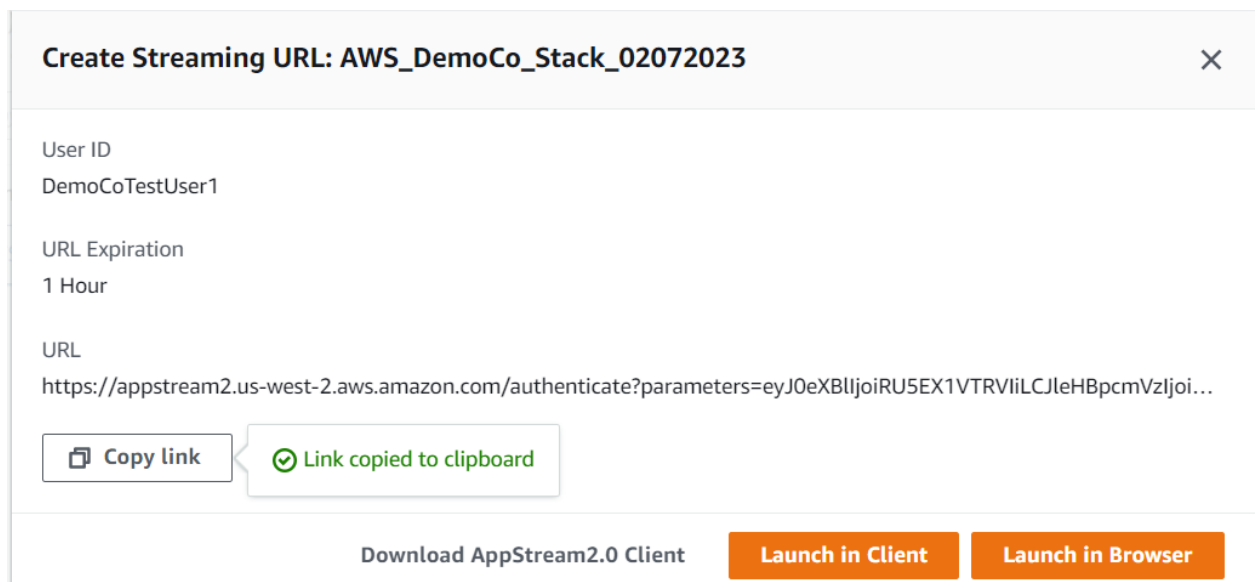 Create Streaming URL: AWS_DemoCo_Stack_02072023
User ID
DemoCoTestUser1
URL Expiration
1 Hour
URL
https://appstream2.us-west-2.aws.amazon.com/authenticate?parameters=eyJ0eXBlIjoiRU5EX1VTRVIiLCJleHBpcmVzIjoi...
Copy link
Link copied to clipboard
Download AppStream2.0 Client
Launch in Client
Launch in Browser